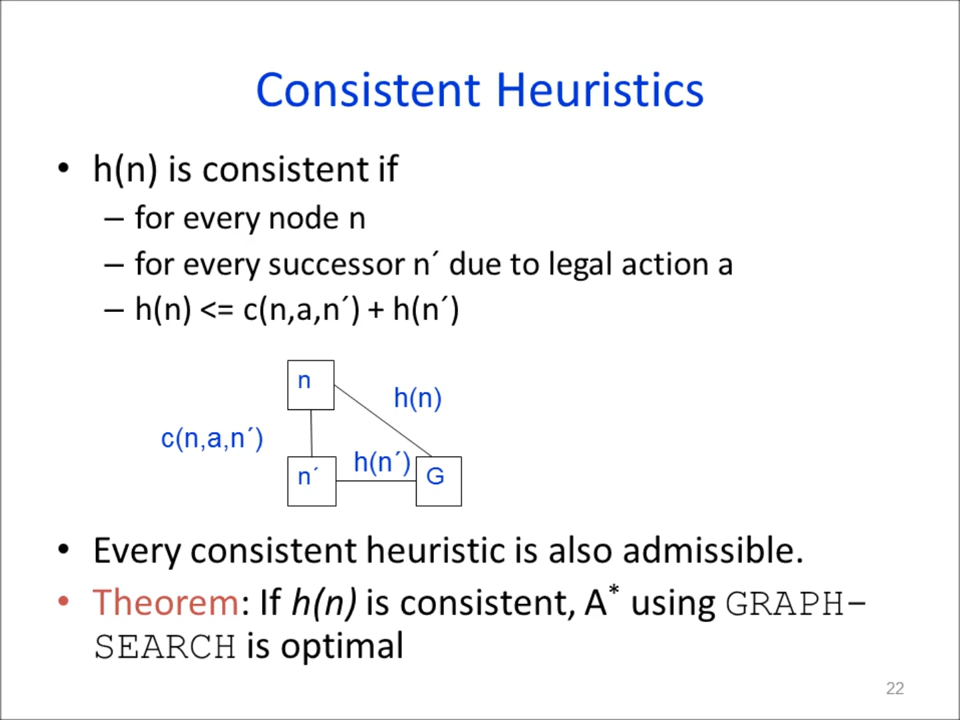 Consistent Heuristics
• h(n) is consistent if
– for every node n
– for every successor n´ due to legal action a
– h(n) <= c(n,a,n´) + h(n´)
n
h(n)
c(n,a,n´)
h(n´)
n´
G
• Every consistent heuristic is also admissible.
• Theorem: If h(n) is consistent, A* using GRAPH-
SEARCH is optimal
22